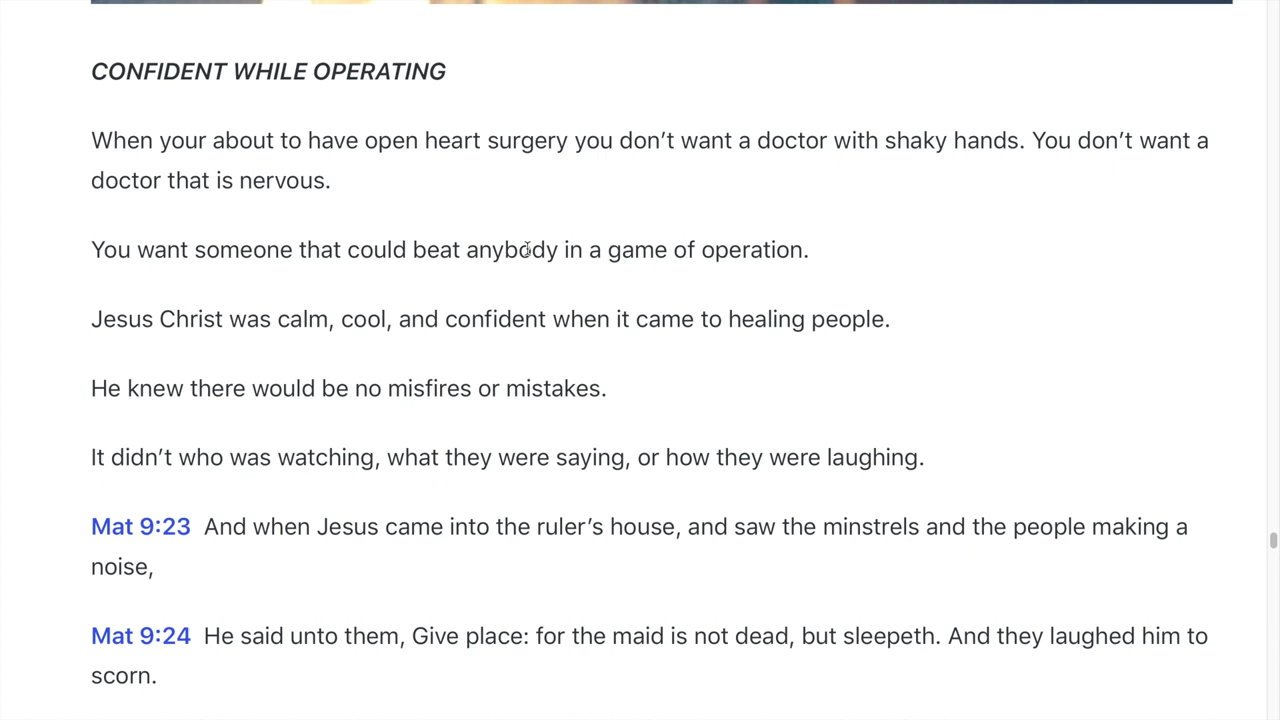 CONFIDENT WHILE OPERATING
When your about to have open heart surgery you don’t want a doctor with shaky hands. You don’t want a
doctor that is nervous.
You want someone that could beat anybody in a game of operation.
Jesus Christ was calm, cool, and confident when it came to healing people.
He knew there would be no misfires or mistakes.
It didn’t who was watching, what they were saying, or how they were laughing.
Mat 9:23 And when Jesus came into the ruler’s house, and saw the minstrels and the people making a
noise,
Mat 9:24 He said unto them, Give place: for the maid is not dead, but sleepeth. And they laughed him to
scorn.